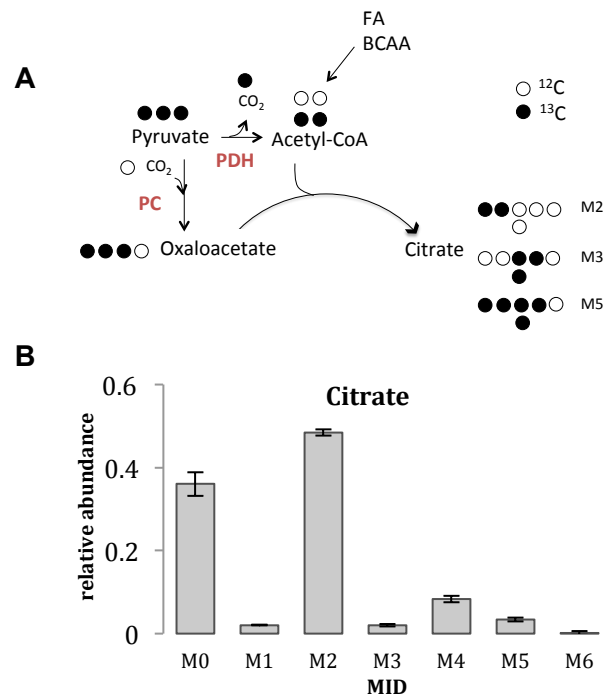 A
FA
BCAA
CO₂
¹²C
¹³C
Pyruvate
PDH
Acetyl-CoA
CO₂
PC
Oxaloacetate
Citrate
M2
M3
M5
B
Citrate
relative abundance
0.6
0.4
0.2
0
M0 M1 M2 M3 M4 M5 M6
MID